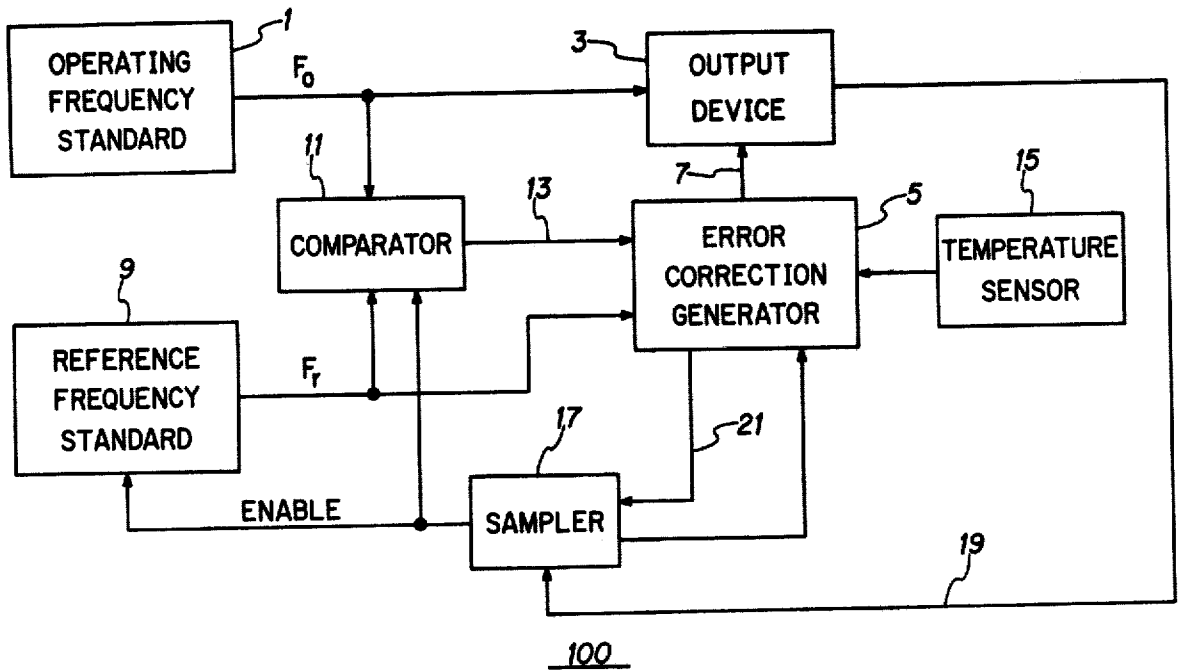 1
OPERATING
FREQUENCY
STANDARD
Fo
3
OUTPUT
DEVICE
11
COMPARATOR
13
7
5
ERROR
CORRECTION
GENERATOR
15
TEMPERATURE
SENSOR
9
REFERENCE
FREQUENCY
STANDARD
Fr
17
SAMPLER
21
ENABLE
19
100